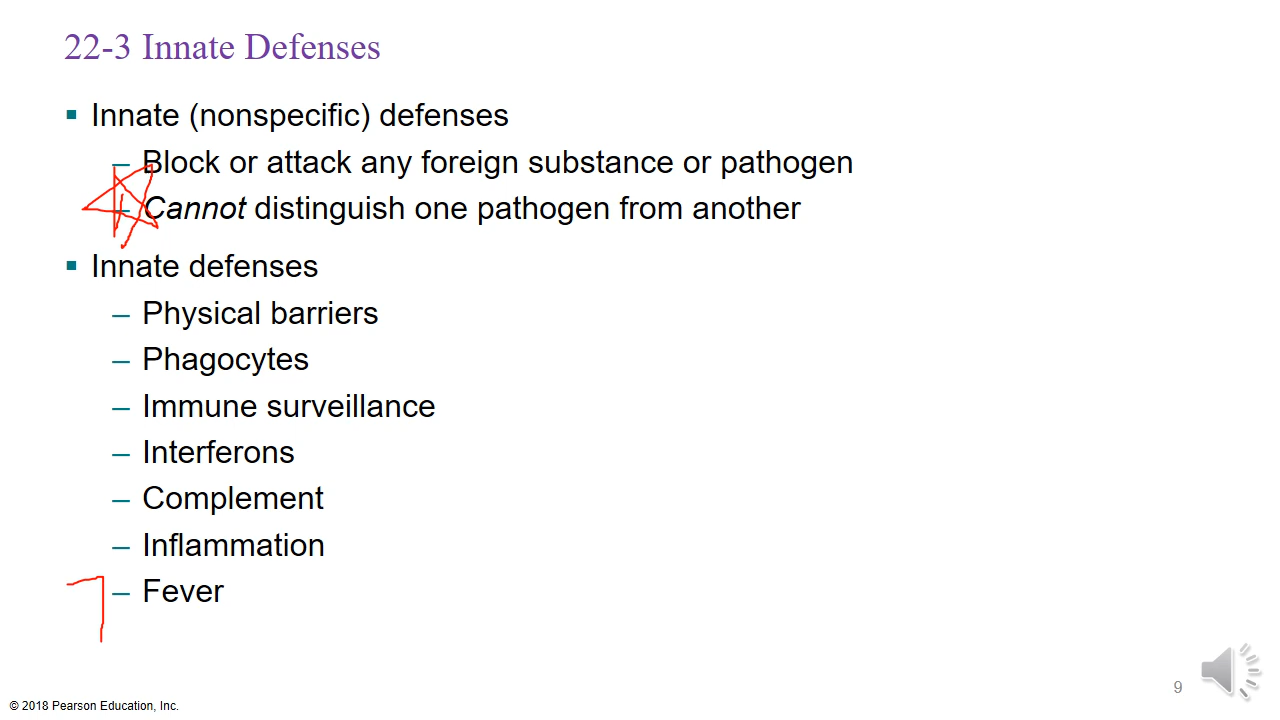 22-3 Innate Defenses
▪ Innate (nonspecific) defenses
– Block or attack any foreign substance or pathogen
– Cannot distinguish one pathogen from another
▪ Innate defenses
– Physical barriers
– Phagocytes
– Immune surveillance
– Interferons
– Complement
– Inflammation
7 – Fever
9
© 2018 Pearson Education, Inc.